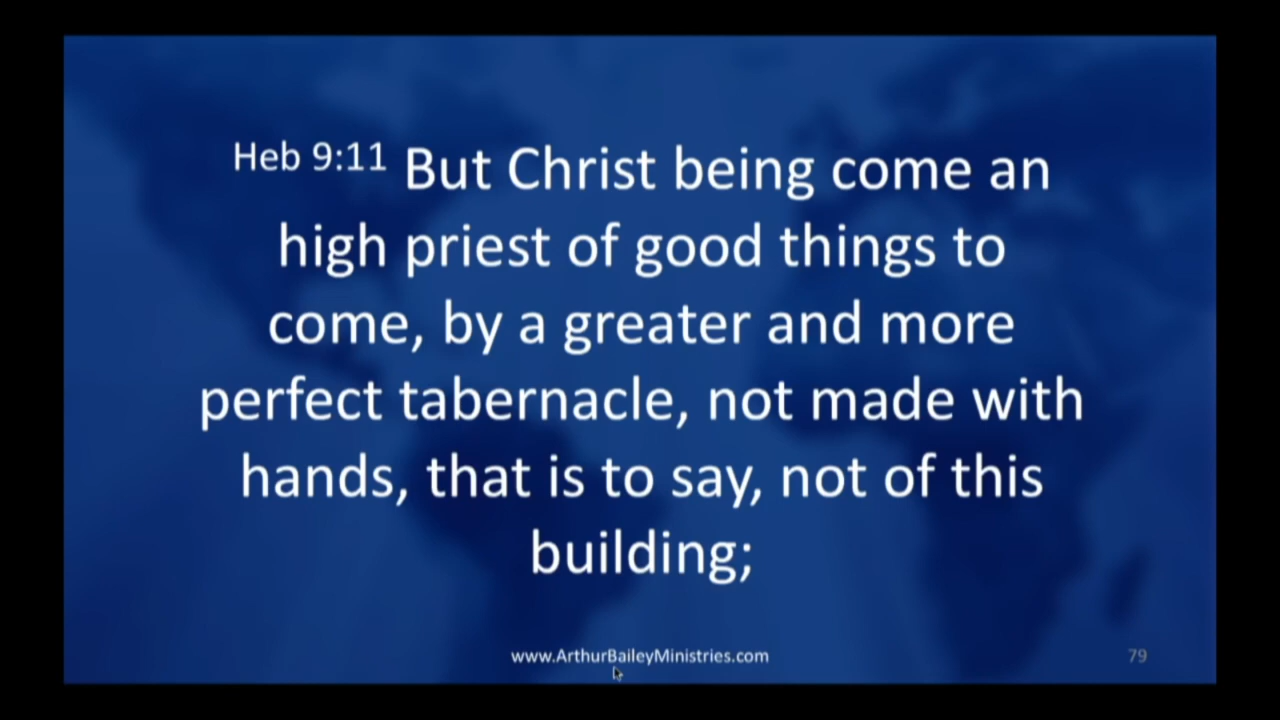 Heb 9:11 But Christ being come an
high priest of good things to
come, by a greater and more
perfect tabernacle, not made with
hands, that is to say, not of this
building;
www.ArthurBaileyMinistries.com
79